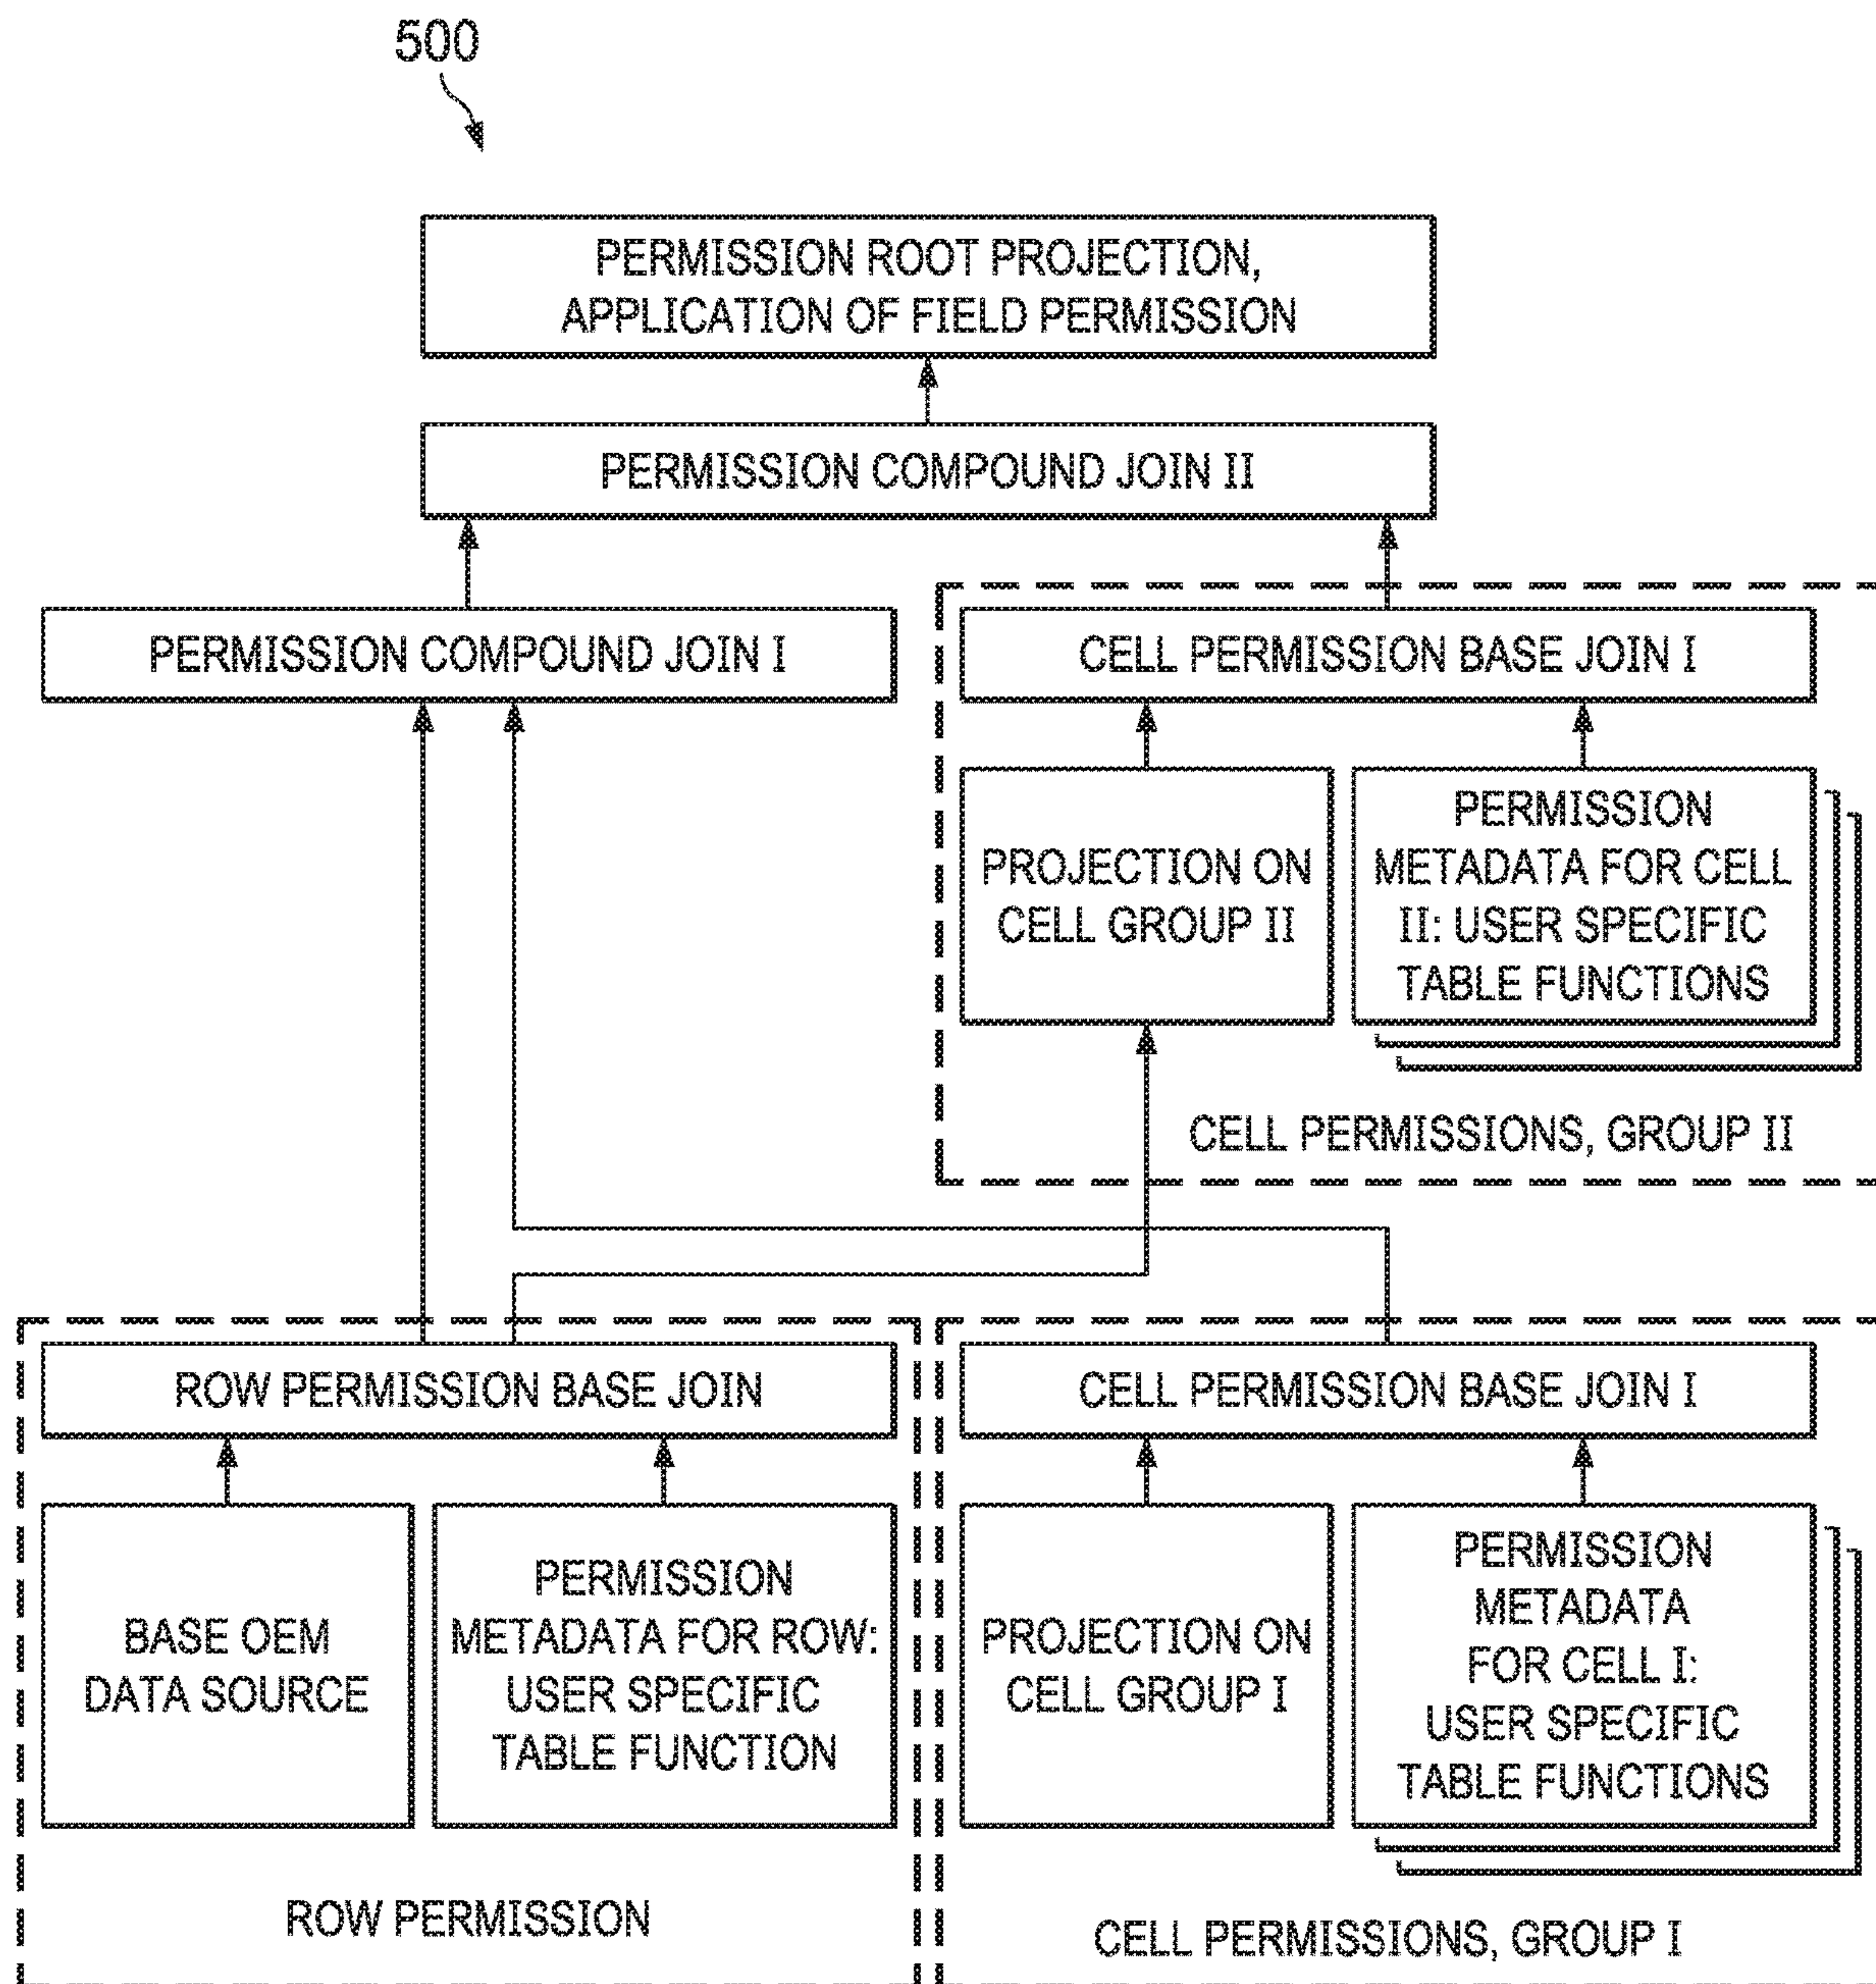 500
PERMISSION ROOT PROJECTION,
APPLICATION OF FIELD PERMISSION
PERMISSION COMPOUND JOIN II
PERMISSION COMPOUND JOIN I
CELL PERMISSION BASE JOIN I
PROJECTION ON
CELL GROUP II
PERMISSION
METADATA FOR CELL
II: USER SPECIFIC
TABLE FUNCTIONS
CELL PERMISSIONS, GROUP II
ROW PERMISSION BASE JOIN
BASE OEM
DATA SOURCE
PERMISSION
METADATA FOR ROW:
USER SPECIFIC
TABLE FUNCTION
ROW PERMISSION
CELL PERMISSION BASE JOIN I
PROJECTION ON
CELL GROUP I
PERMISSION
METADATA
FOR CELL I:
USER SPECIFIC
TABLE FUNCTIONS
CELL PERMISSIONS, GROUP I